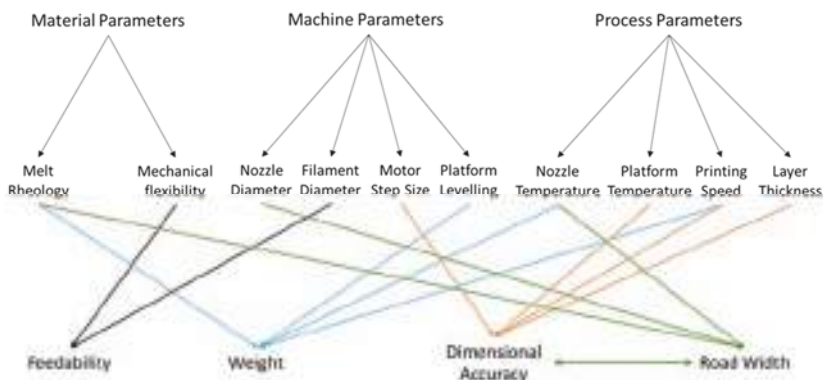 Material Parameters Machine Parameters Process Parameters
Melt Mechanical Nozzle Filament Motor Platform Nozzle Platform Printing Layer
Rheology flexibility Diameter Diameter Step Size Levelling Temperature Temperature Speed Thickness
Feedability Weight Dimensional Road Width
Accuracy